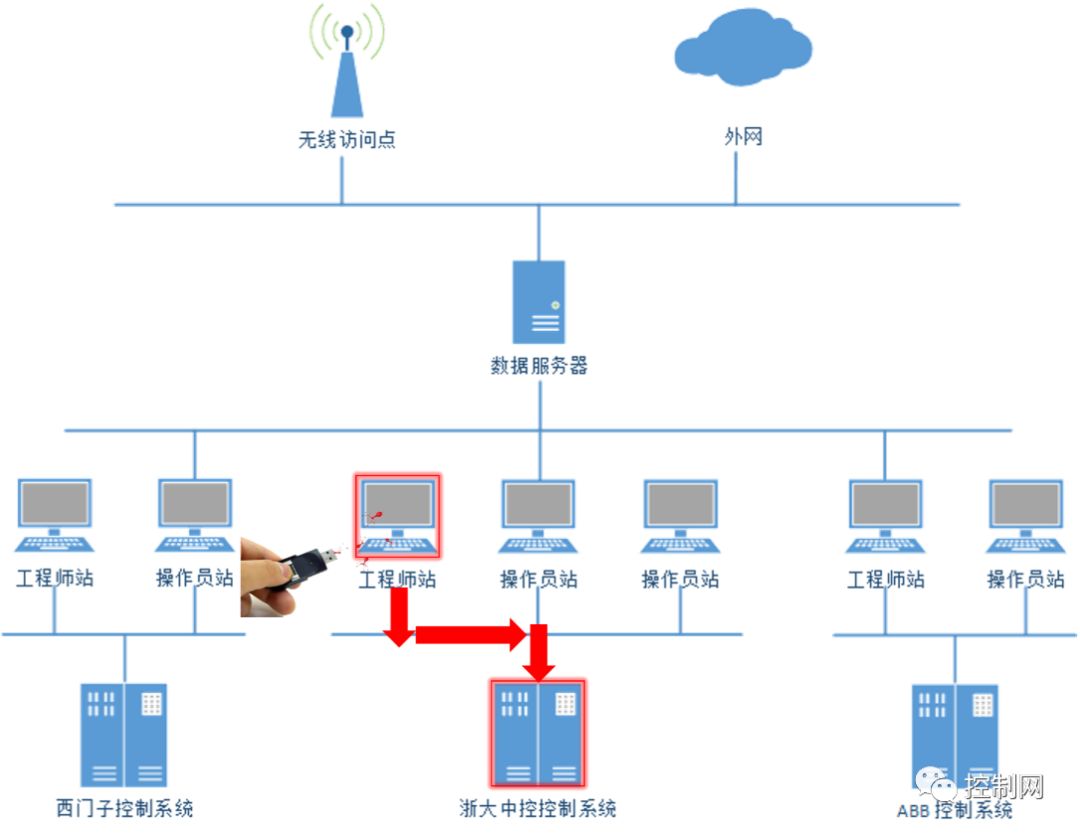 无线访问点
外网
数据服务器
工程师站
操作员站
工程师站
操作员站
操作员站
工程师站
操作员站
西门子控制系统
浙大中控控制系统
ABB 控制系统
控制网